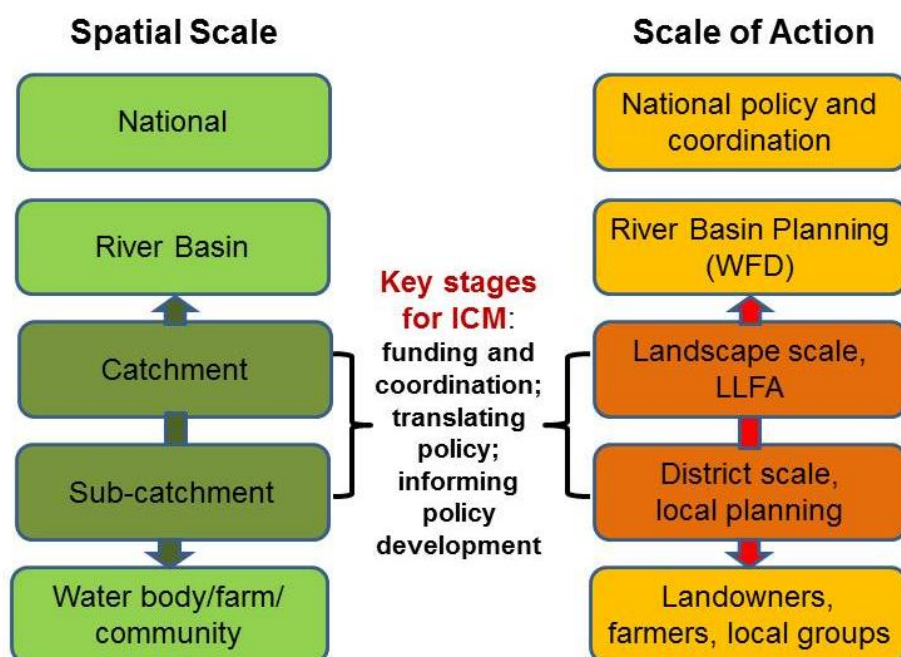 Spatial Scale
National
River Basin
Catchment
Sub-catchment
Water body/farm/
community
Key stages
for ICM:
funding and
coordination;
translating
policy;
informing
policy
development
Scale of Action
National policy and
coordination
River Basin Planning
(WFD)
Landscape scale,
LLFA
District scale,
local planning
Landowners,
farmers, local groups